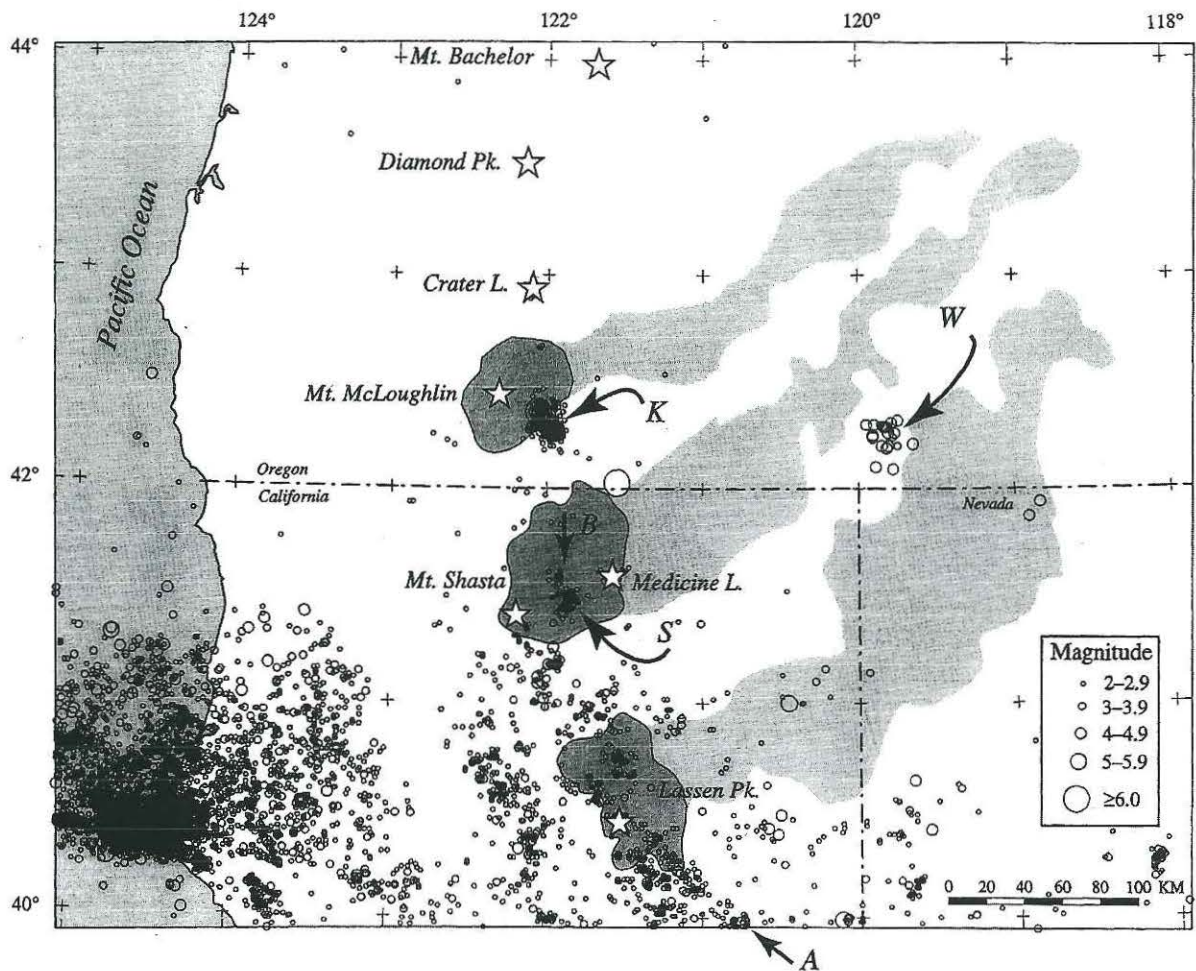 124° 122° 120° 118°
44°
Mt. Bachelor
Diamond Pk.
Pacific Ocean
Crater L.
W
Mt. McLoughlin
K
42°
Oregon
California
Nevada
B
Mt. Shasta
Medicine L.
S
Magnitude
2–2.9
3–3.9
4–4.9
5–5.9
≥6.0
Lassen Pk.
0 20 40 60 80 100 KM
40°
A